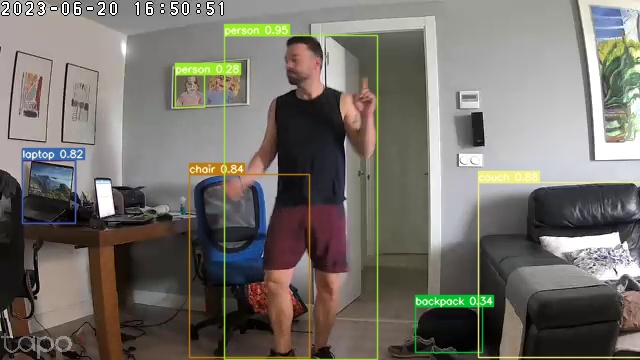 2023-06-20 16:50:51
person 0.95
person 0.28
laptop 0.82
chair 0.84
couch 0.88
backpack 0.34
tapo